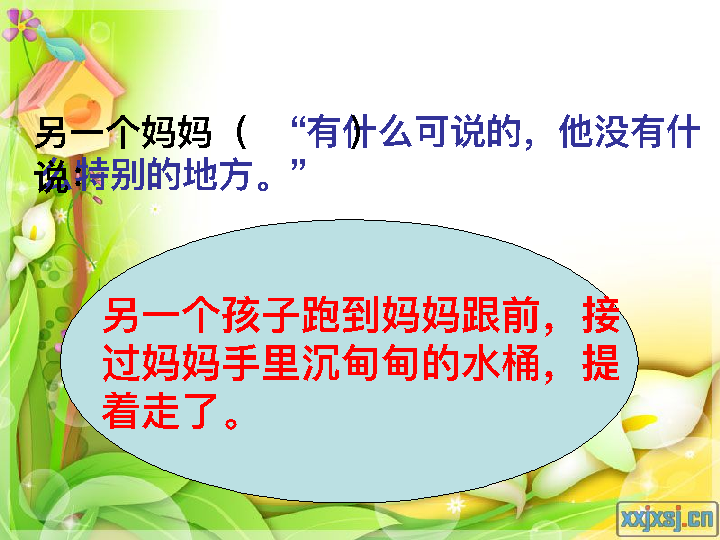 另一个妈妈（　　）
说：
“有什么可说的，他没有什
么特别的地方。”
另一个孩子跑到妈妈跟前，接
过妈妈手里沉甸甸的水桶，提
着走了。
xxjxsj.cn